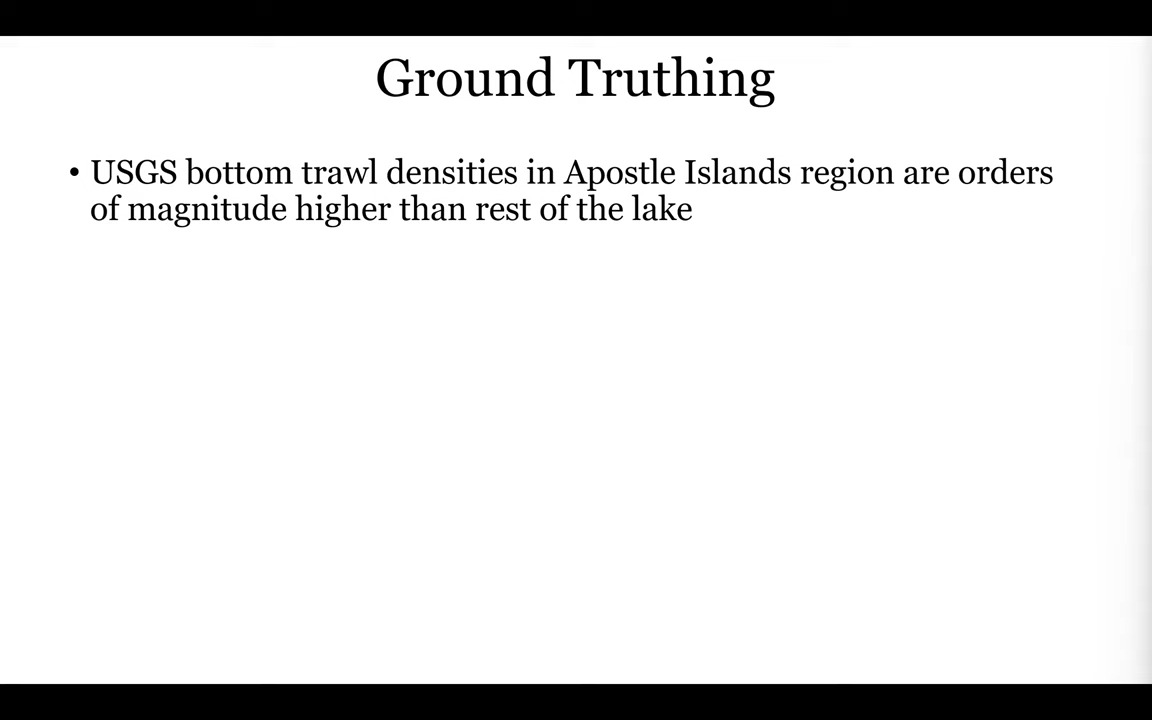 Ground Truthing
• USGS bottom trawl densities in Apostle Islands region are orders
of magnitude higher than rest of the lake